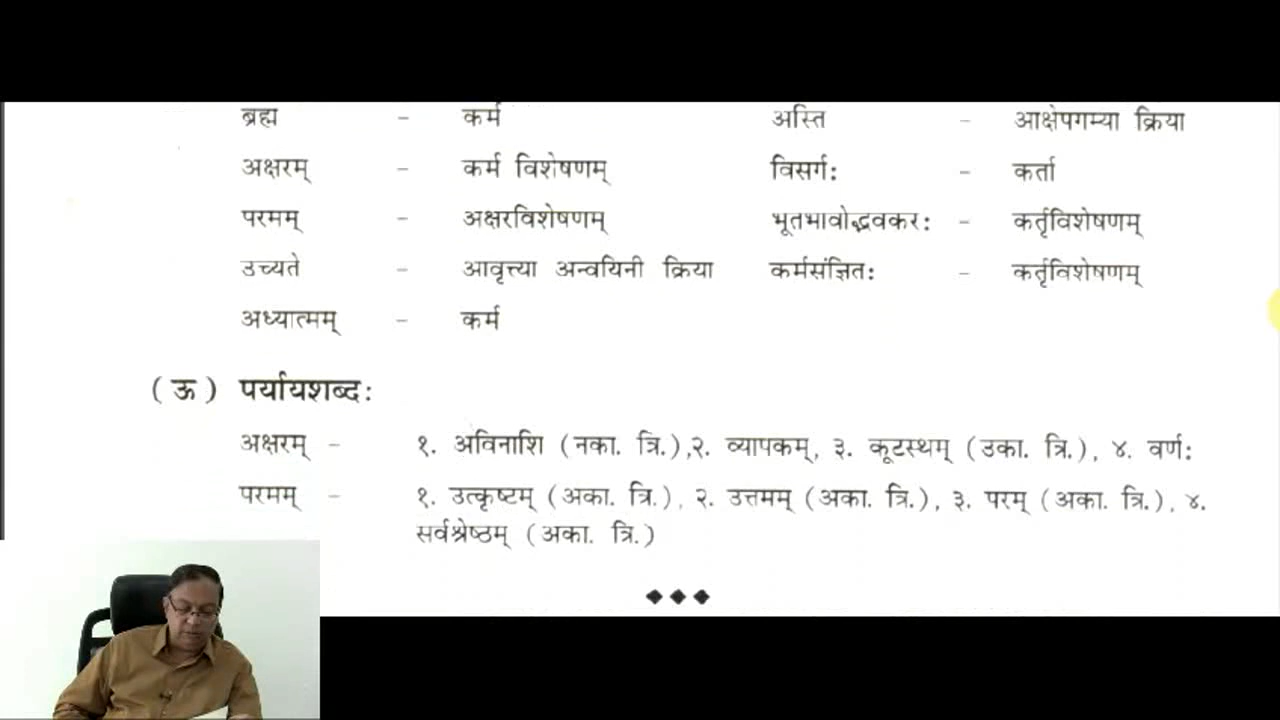 ब्रह्म - कर्म अस्ति - आक्षेपगम्या क्रिया
अक्षरम् - कर्म विशेषणम् विसर्गः - कर्ता
परमम् - अक्षरविशेषणम् भूतभावोद्भवकरः - कर्तृविशेषणम्
उच्यते - आवृत्त्या अन्वयिनी क्रिया कर्मसंज्ञितः - कर्तृविशेषणम्
अध्यात्मम् - कर्म
(ऊ) पर्यायशब्दः
अक्षरम् - १. अविनाशि (नका. त्रि.),२. व्यापकम्, ३. कूटस्थम् (उका. त्रि.), ४. वर्णः
परमम् - १. उत्कृष्टम् (अका. त्रि.), २. उत्तमम् (अका. त्रि.), ३. परम् (अका. त्रि.), ४.
सर्वश्रेष्ठम् (अका. त्रि.)